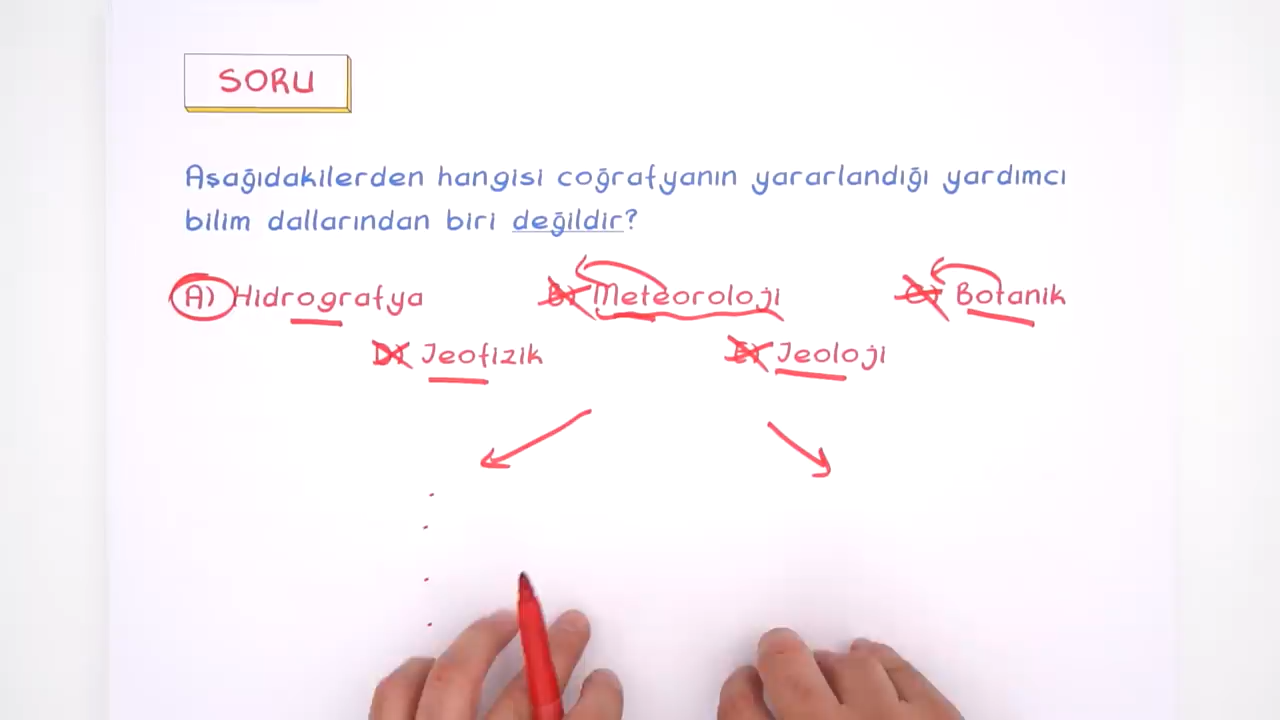 SORU
Aşağıdakilerden hangisi coğrafyanın yararlandığı yardımcı
bilim dallarından biri değildir?
A) Hidrografya B) Meteoroloji C) Botanik
D) Jeofizik E) Jeoloji